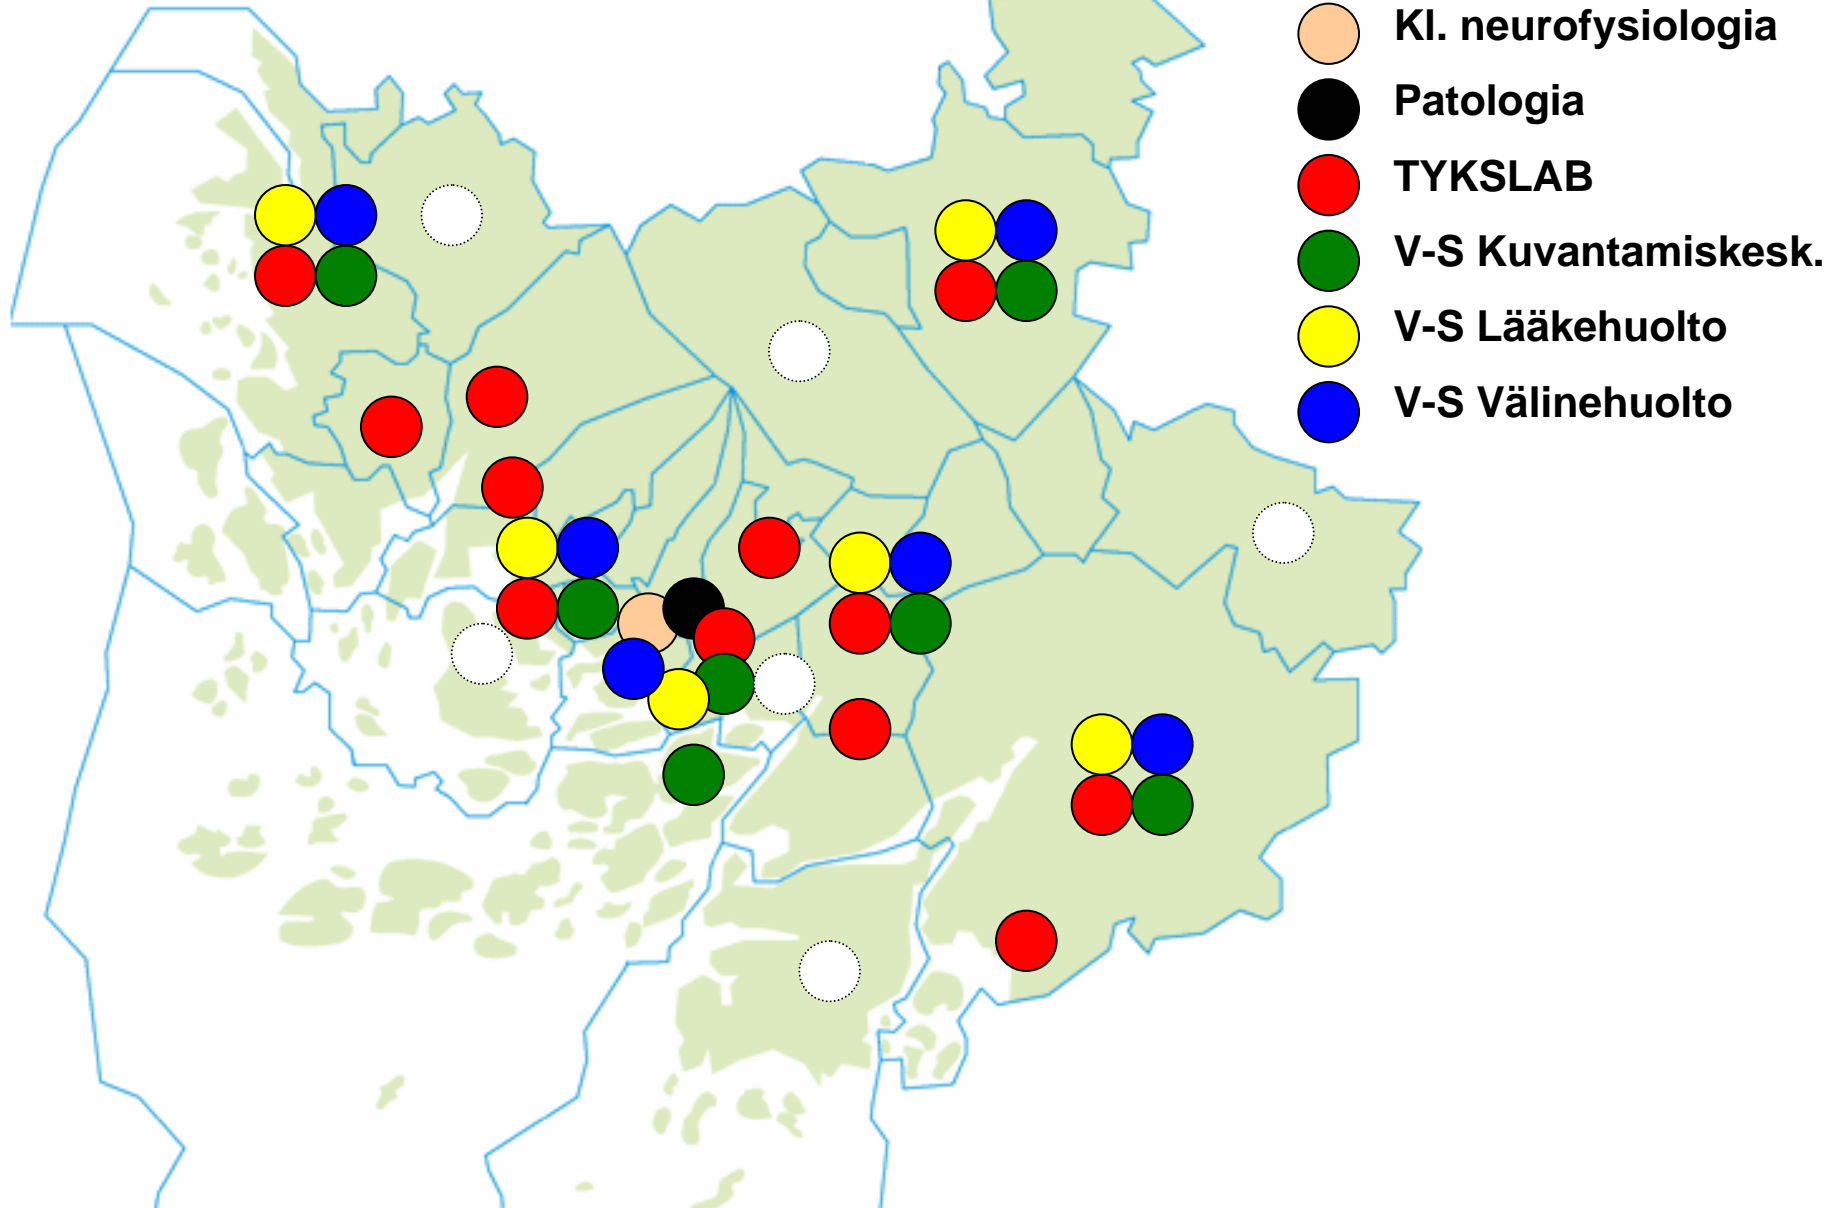 Kl. neurofysiologia
Patologia
TYKSLAB
V-S Kuvantamiskesk.
V-S Lääkehuolto
V-S Välinehuolto